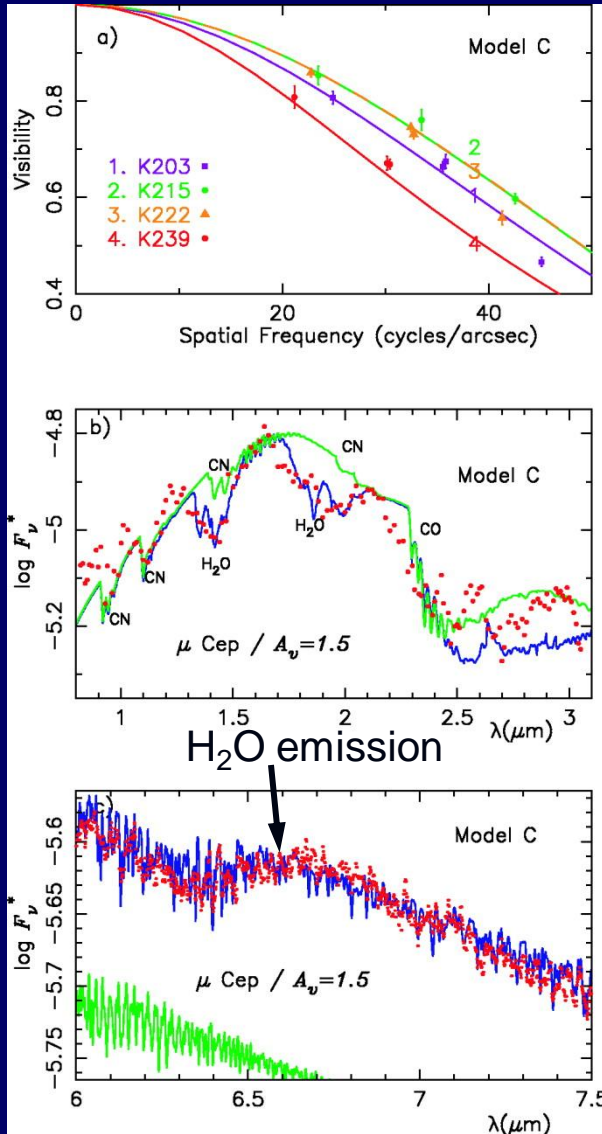 a)
Model C
Visibility
0.8
0.6
0.4
1. K203
2. K215
3. K222
4. K239
2
3
1
4
0
20
40
Spatial Frequency (cycles/arcsec)
b)
Model C
log Fν*
−4.8
−5
−5.2
CN
CN
CN
CN
H₂O
H₂O
CO
μ Cep / Aᵥ=1.5
1
1.5
2
2.5
3
λ(μm)
H₂O emission
c)
Model C
log Fν*
−5.6
−5.65
−5.7
−5.75
μ Cep / Aᵥ=1.5
6
6.5
7
7.5
λ(μm)